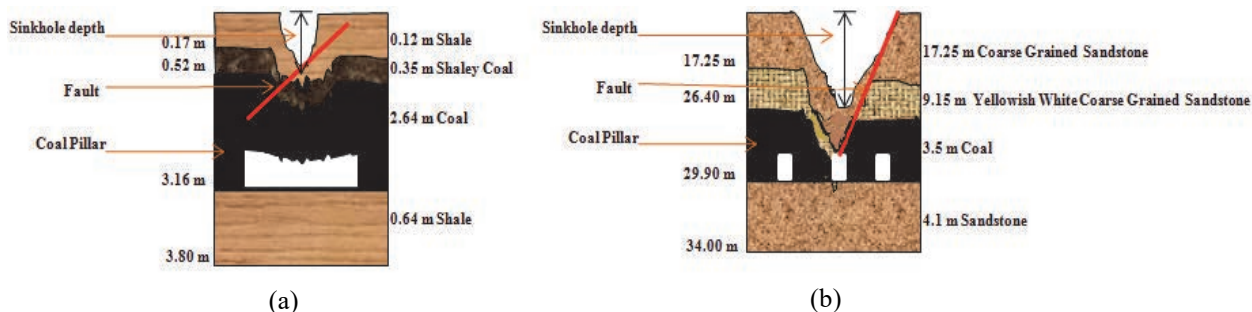 Sinkhole depth
0.17 m
0.52 m
Fault
Coal Pillar
3.16 m
3.80 m
0.12 m Shale
0.35 m Shaley Coal
2.64 m Coal
0.64 m Shale
(a)
Sinkhole depth
17.25 m
Fault
26.40 m
Coal Pillar
29.90 m
34.00 m
17.25 m Coarse Grained Sandstone
9.15 m Yellowish White Coarse Grained Sandstone
3.5 m Coal
4.1 m Sandstone
(b)